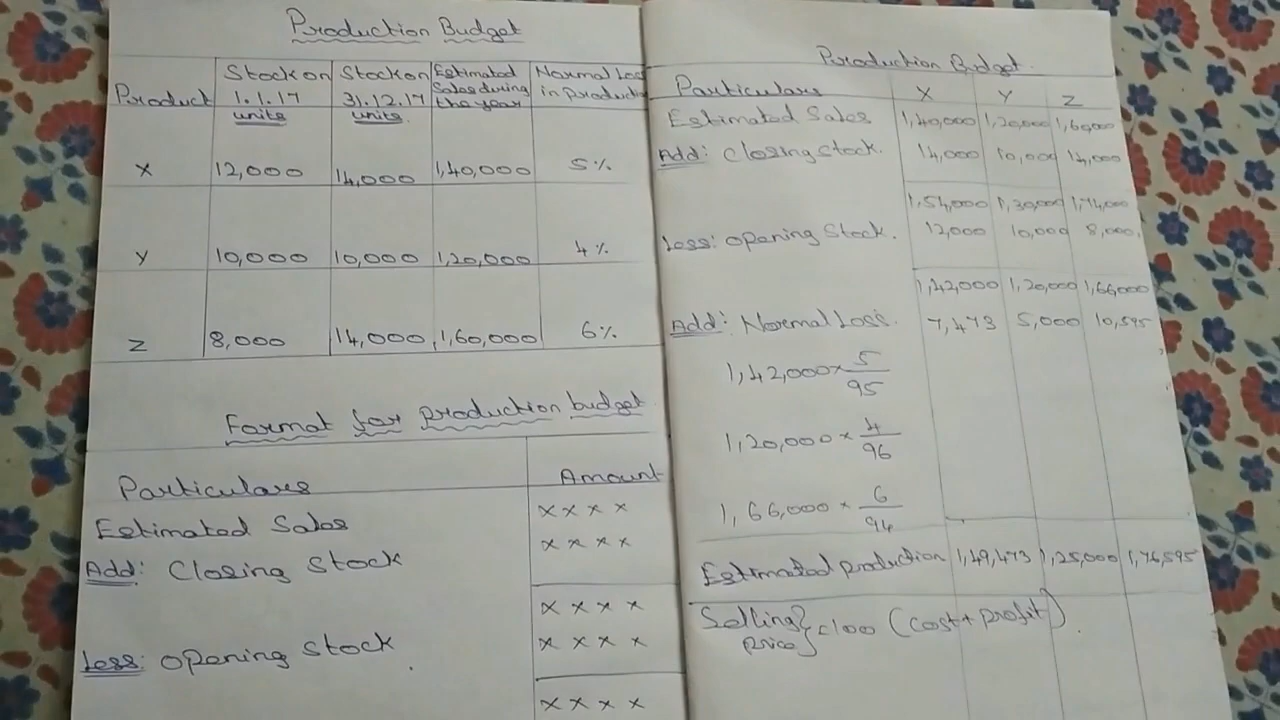 Production Budget
Product | Stock on 1.1.17 units | Stock on 31.12.17 units | Estimated Sales during the year | Normal Loss in product
X | 12,000 | 14,000 | 1,40,000 | 5%
Y | 10,000 | 10,000 | 1,20,000 | 4%
Z | 8,000 | 14,000 | 1,60,000 | 6%
Format for production budget
Particulars | Amount
Estimated Sales | x x x x
Add: Closing Stock | x x x x
x x x x
Less: Opening Stock | x x x x
x x x x
Production Budget.
Particulars | X | Y | Z
Estimated Sales | 1,40,000 | 1,20,000 | 1,60,000
Add: Closing stock. | 14,000 | 10,000 | 14,000
1,54,000 | 1,30,000 | 1,74,000
Less: Opening Stock. | 12,000 | 10,000 | 8,000
1,42,000 | 1,20,000 | 1,66,000
Add: Normal Loss. | 7,473 | 5,000 | 10,595
1,42,000 x 5/95
1,20,000 x 4/96
1,66,000 x 6/94
Estimated production | 1,49,473 | 1,25,000 | 1,76,595
Selling price } (cost + profit).